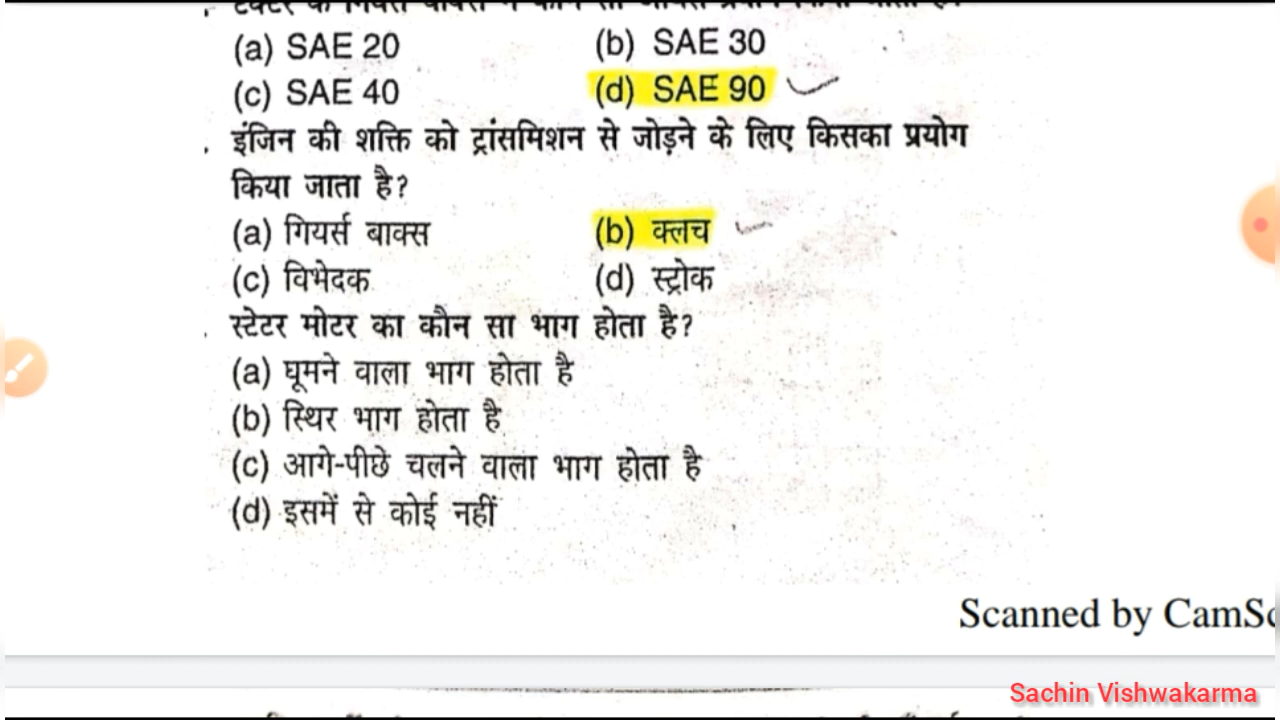 (a) SAE 20 (b) SAE 30
(c) SAE 40 (d) SAE 90
. इंजिन की शक्ति को ट्रांसमिशन से जोड़ने के लिए किसका प्रयोग
किया जाता है?
(a) गियर्स बाक्स (b) क्लच
(c) विभेदक (d) स्ट्रोक
. स्टेटर मोटर का कौन सा भाग होता है?
(a) घूमने वाला भाग होता है
(b) स्थिर भाग होता है
(c) आगे-पीछे चलने वाला भाग होता है
(d) इसमें से कोई नहीं
Scanned by CamSc
Sachin Vishwakarma